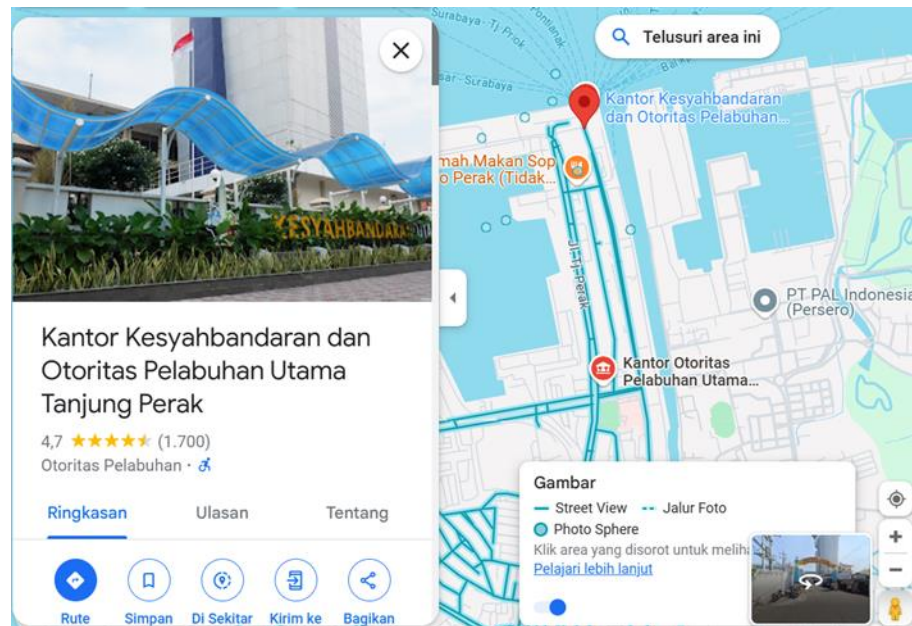 KESYAHBANDARA
Kantor Kesyahbandaran dan
Otoritas Pelabuhan Utama
Tanjung Perak
4,7 (1.700)
Otoritas Pelabuhan ·
Ringkasan Ulasan Tentang
Rute Simpan Di Sekitar Kirim ke Bagikan
Telusuri area ini
Surabaya - Tj Priok
Pontianak
Surabaya
Kantor Kesyahbandaran
dan Otoritas Pelabuhan...
mah Makan Sop
o Perak (Tidak...
Jl. Tj. Perak
PT PAL Indonesia
(Persero)
Kantor Otoritas
Pelabuhan Utama...
Gambar
Street View Jalur Foto
Photo Sphere
Klik area yang disorot untuk meliha
Pelajari lebih lanjut